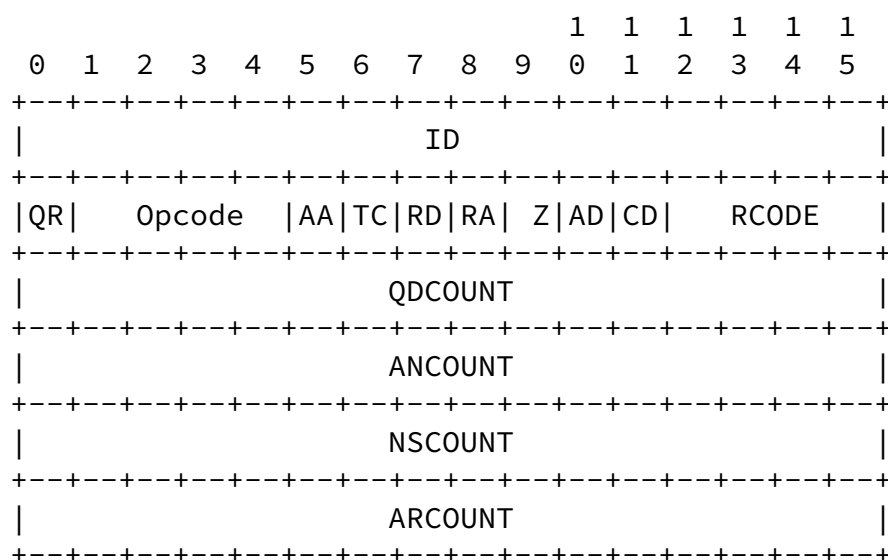 1  1  1  1  1  1
  0  1  2  3  4  5  6  7  8  9  0  1  2  3  4  5
+--+--+--+--+--+--+--+--+--+--+--+--+--+--+--+--+
|                      ID                       |
+--+--+--+--+--+--+--+--+--+--+--+--+--+--+--+--+
|QR|   Opcode  |AA|TC|RD|RA| Z|AD|CD|   RCODE   |
+--+--+--+--+--+--+--+--+--+--+--+--+--+--+--+--+
|                    QDCOUNT                    |
+--+--+--+--+--+--+--+--+--+--+--+--+--+--+--+--+
|                    ANCOUNT                    |
+--+--+--+--+--+--+--+--+--+--+--+--+--+--+--+--+
|                    NSCOUNT                    |
+--+--+--+--+--+--+--+--+--+--+--+--+--+--+--+--+
|                    ARCOUNT                    |
+--+--+--+--+--+--+--+--+--+--+--+--+--+--+--+--+